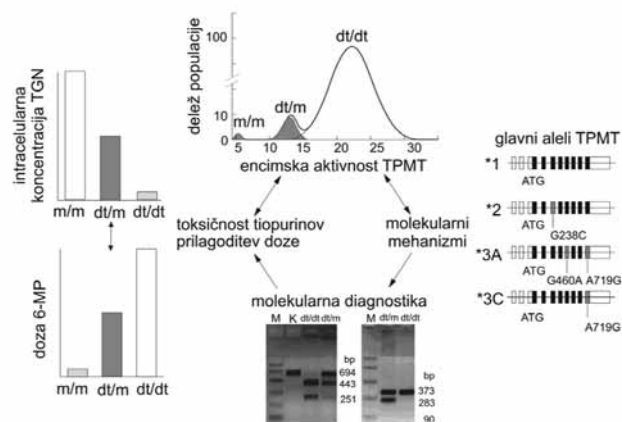 intracelularna
koncentracija TGN
m/m dt/m dt/dt
doza 6-MP
m/m dt/m dt/dt
delež populacije
100
10
0
m/m
dt/m
dt/dt
5 10 15 20 25 30
encimska aktivnost TPMT
toksičnost tiopurinov
prilagoditev doze
molekularni
mehanizmi
molekularna diagnostika
M K dt/dt dt/m
bp
694
443
251
M dt/m dt/dt
bp
373
283
90
glavni aleli TPMT
*1
ATG
*2
ATG
G238C
*3A
ATG
G460A A719G
*3C
ATG
A719G